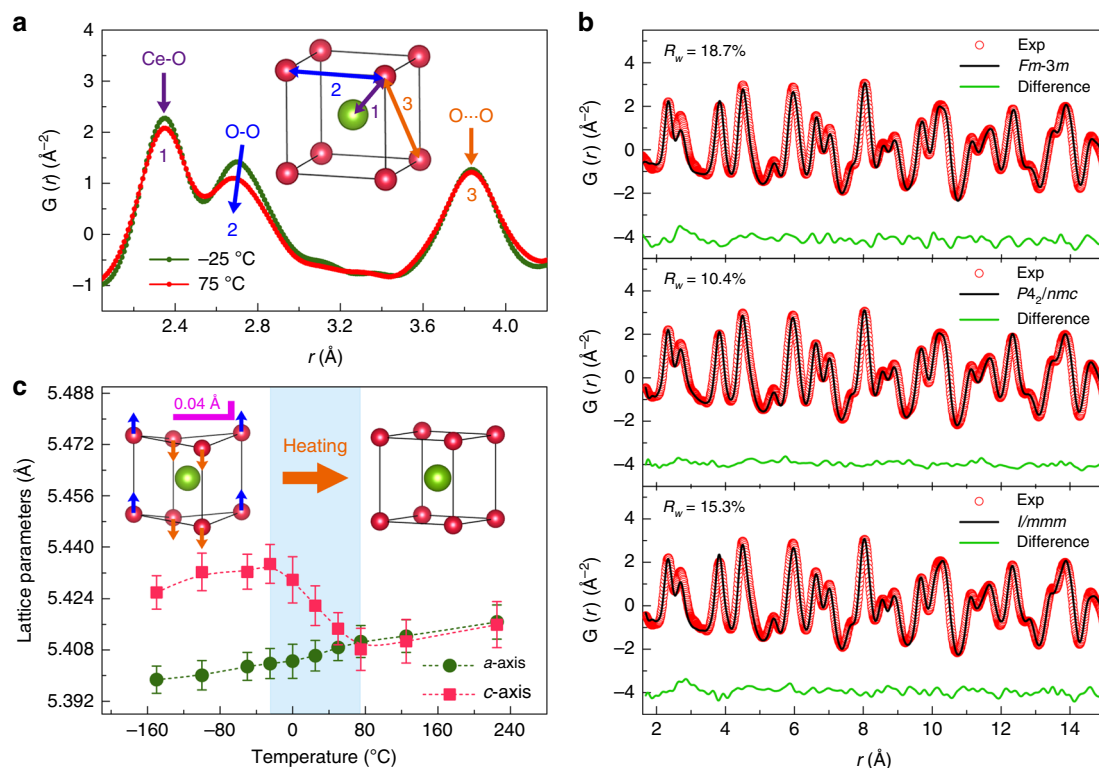 a
4
3
2
1
0
−1
G (r) (Å−2)
Ce-O
1
O-O
2
O···O
3
2
3
1
−25 °C
75 °C
2.4
2.8
3.2
3.6
4.0
r (Å)
b
Rw = 18.7%
Exp
Fm-3m
Difference
4
2
0
−2
−4
G (r) (Å−2)
Rw = 10.4%
Exp
P42/nmc
Difference
4
2
0
−2
−4
G (r) (Å−2)
Rw = 15.3%
Exp
I/mmm
Difference
4
2
0
−2
−4
G (r) (Å−2)
2
4
6
8
10
12
14
r (Å)
c
5.488
5.472
5.456
5.440
5.424
5.408
5.392
Lattice parameters (Å)
0.04 Å
Heating
a-axis
c-axis
−160
−80
0
80
160
240
Temperature (°C)